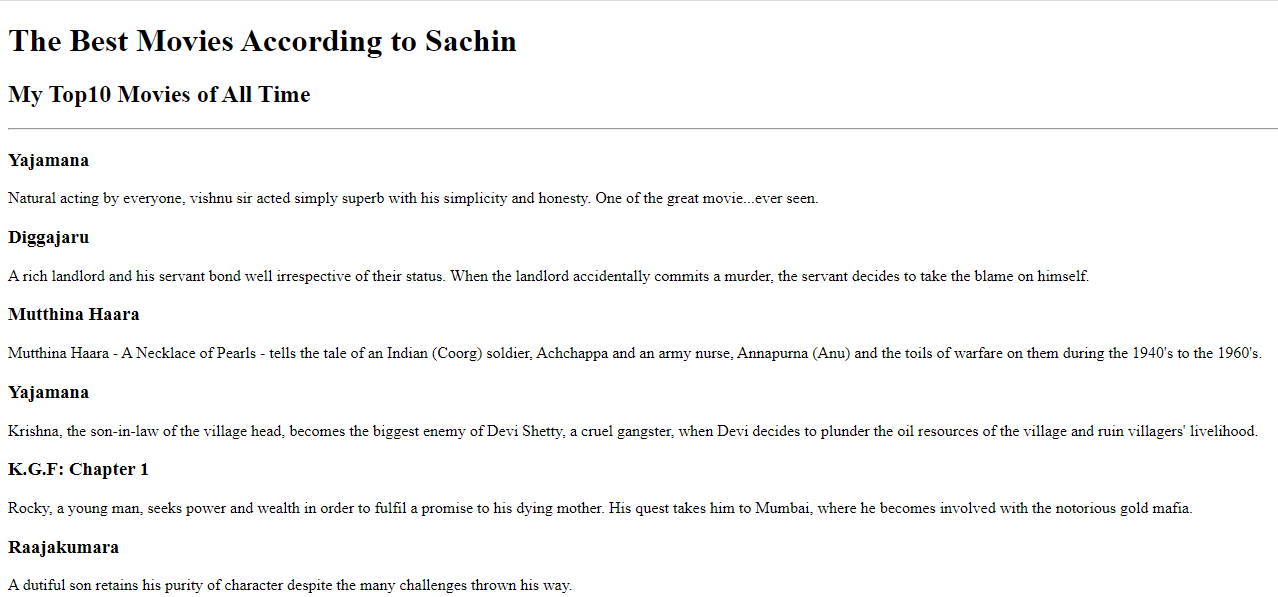 The Best Movies According to Sachin
My Top10 Movies of All Time
Yajamana
Natural acting by everyone, vishnu sir acted simply superb with his simplicity and honesty. One of the great movie...ever seen.
Diggajaru
A rich landlord and his servant bond well irrespective of their status. When the landlord accidentally commits a murder, the servant decides to take the blame on himself.
Mutthina Haara
Mutthina Haara - A Necklace of Pearls - tells the tale of an Indian (Coorg) soldier, Achchappa and an army nurse, Annapurna (Anu) and the toils of warfare on them during the 1940's to the 1960's.
Yajamana
Krishna, the son-in-law of the village head, becomes the biggest enemy of Devi Shetty, a cruel gangster, when Devi decides to plunder the oil resources of the village and ruin villagers' livelihood.
K.G.F: Chapter 1
Rocky, a young man, seeks power and wealth in order to fulfil a promise to his dying mother. His quest takes him to Mumbai, where he becomes involved with the notorious gold mafia.
Raajakumara
A dutiful son retains his purity of character despite the many challenges thrown his way.